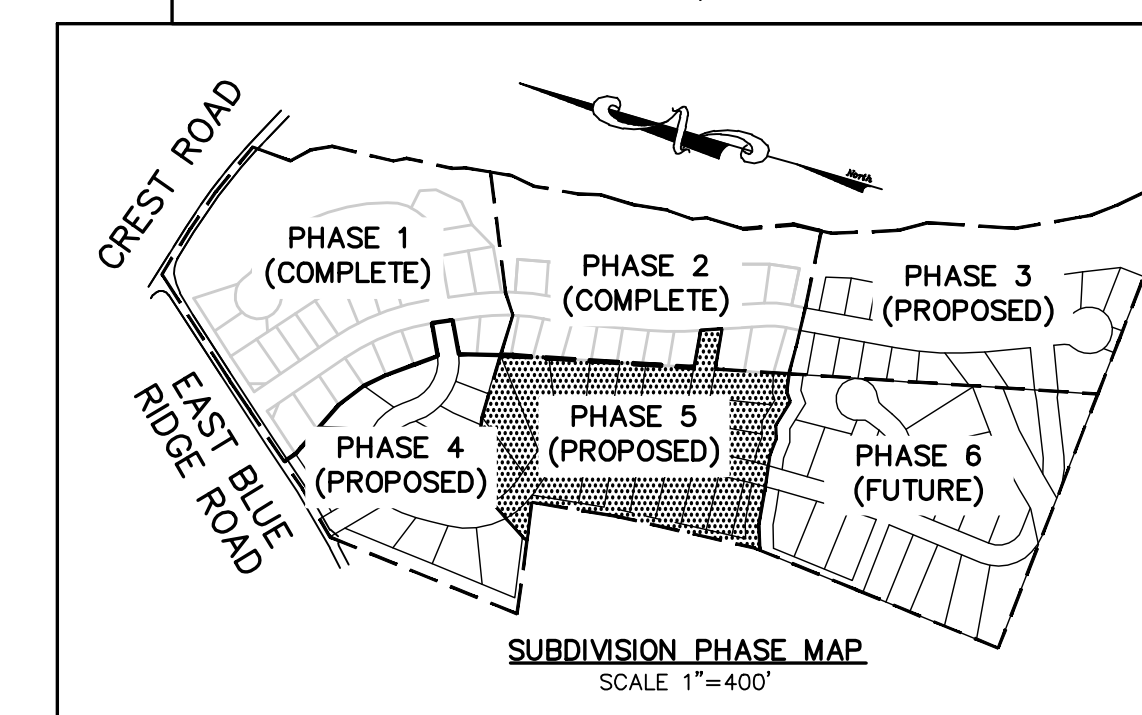 CREST ROAD
North
PHASE 1
(COMPLETE)
PHASE 2
(COMPLETE)
PHASE 3
(PROPOSED)
EAST BLUE
RIDGE ROAD
PHASE 4
(PROPOSED)
PHASE 5
(PROPOSED)
PHASE 6
(FUTURE)
SUBDIVISION PHASE MAP
SCALE 1"=400'